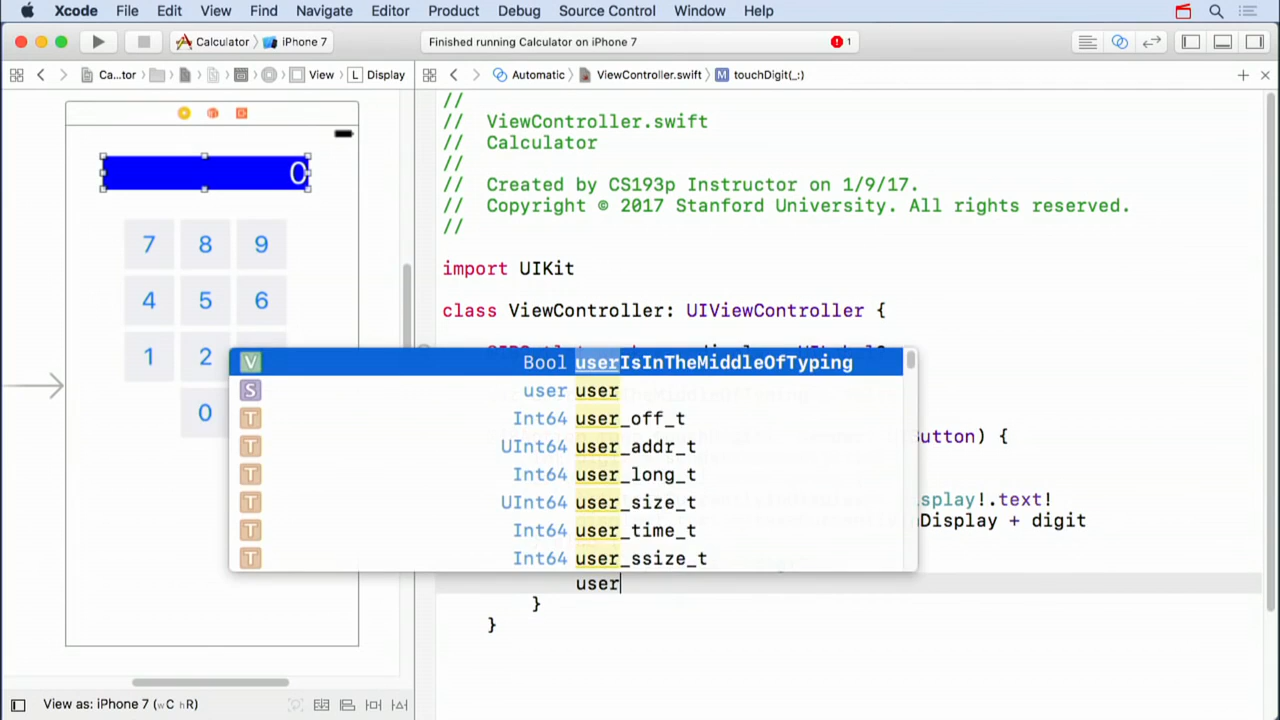 Xcode File Edit View Find Navigate Editor Product Debug Source Control Window Help
Calculator iPhone 7 Finished running Calculator on iPhone 7 1
Ca...tor View L Display Automatic ViewController.swift M touchDigit(_:)
0
7 8 9
4 5 6
1 2
0
//
// ViewController.swift
// Calculator
//
// Created by CS193p Instructor on 1/9/17.
// Copyright © 2017 Stanford University. All rights reserved.
//
import UIKit
class ViewController: UIViewController {
V Bool userIsInTheMiddleOfTyping
S user user
T Int64 user_off_t
T UInt64 user_addr_t
T Int64 user_long_t
T UInt64 user_size_t
T Int64 user_time_t
T Int64 user_ssize_t
utton) {
splay!.text!
nDisplay + digit
user
}
}
View as: iPhone 7 (wC hR)